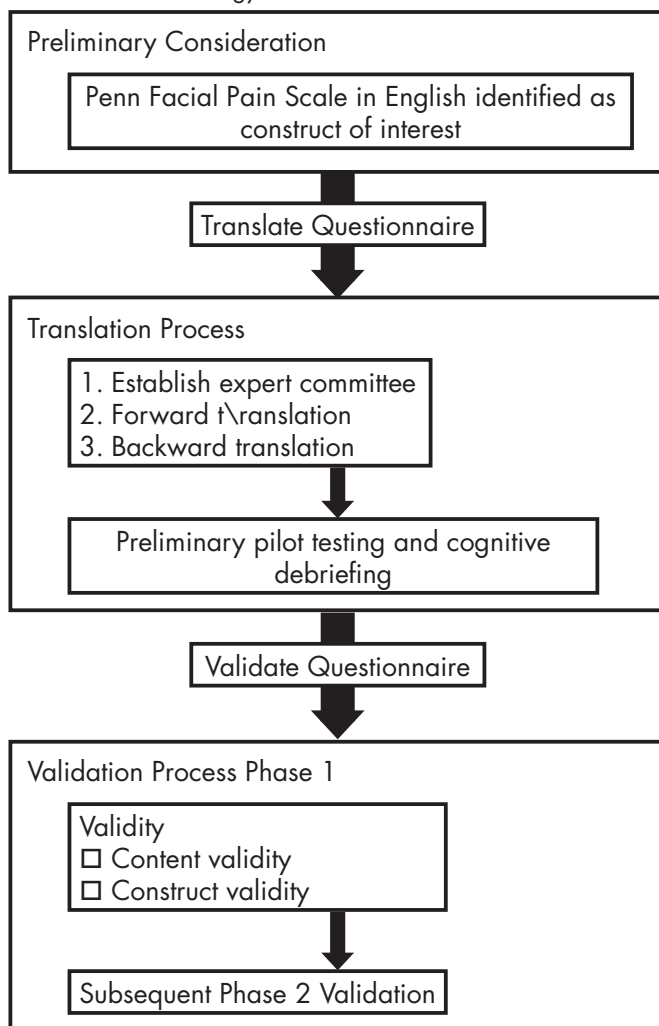 Preliminary Consideration
Penn Facial Pain Scale in English identified as
construct of interest
Translate Questionnaire
Translation Process
1. Establish expert committee
2. Forward t\ranslation
3. Backward translation
Preliminary pilot testing and cognitive
debriefing
Validate Questionnaire
Validation Process Phase 1
Validity
□ Content validity
□ Construct validity
Subsequent Phase 2 Validation